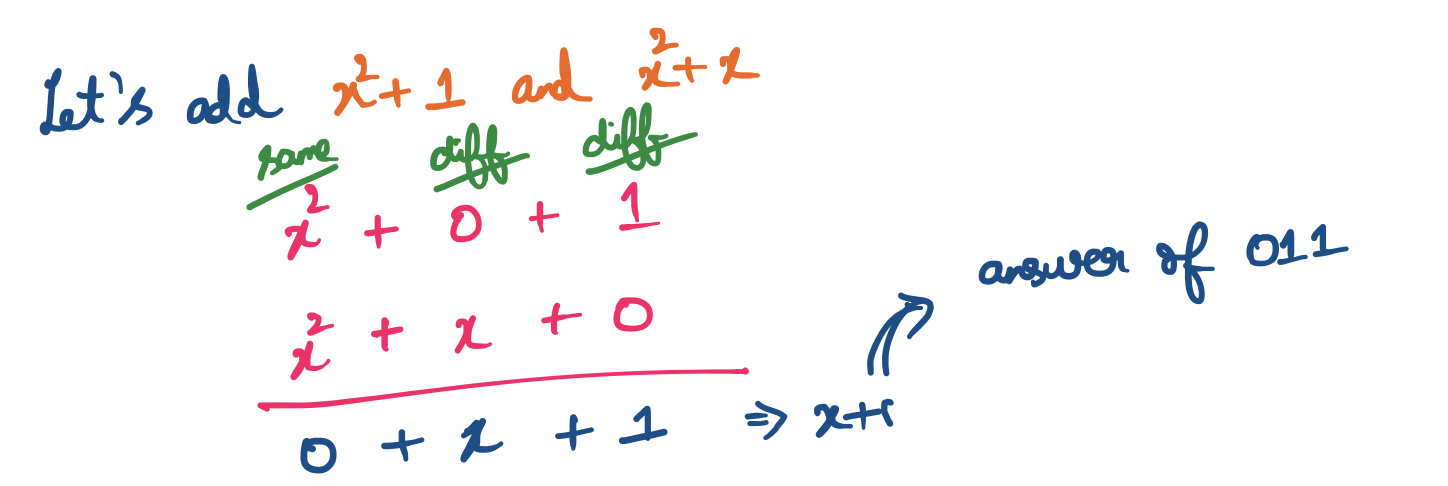 Let's add x²+1 and x²+x
same diff diff
x² + 0 + 1
answer of 011
x² + x + 0
0 + x + 1 ⇒ x+1